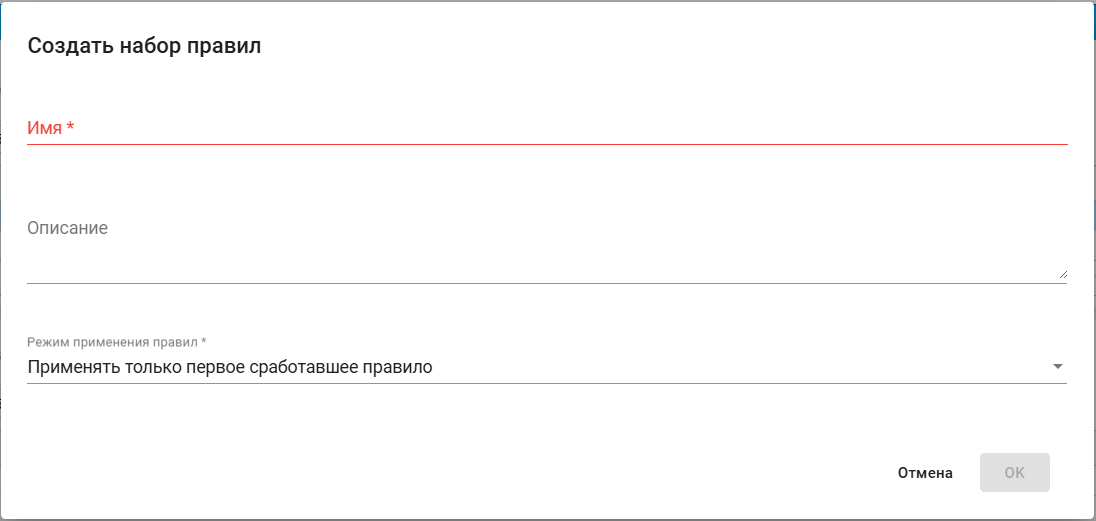 Создать набор правил
Имя *
Описание
Режим применения правил *
Применять только первое сработавшее правило
Отмена
OK